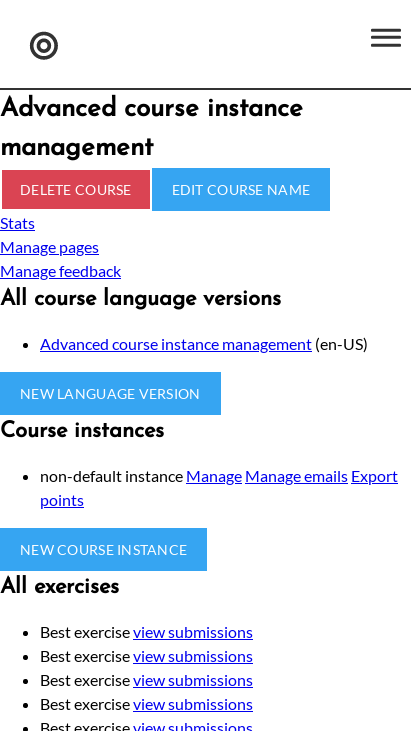 Advanced course instance
management
DELETE COURSE EDIT COURSE NAME
Stats
Manage pages
Manage feedback
All course language versions
Advanced course instance management (en-US)
NEW LANGUAGE VERSION
Course instances
non-default instance Manage Manage emails Export
points
NEW COURSE INSTANCE
All exercises
Best exercise view submissions
Best exercise view submissions
Best exercise view submissions
Best exercise view submissions
Best exercise view submissions